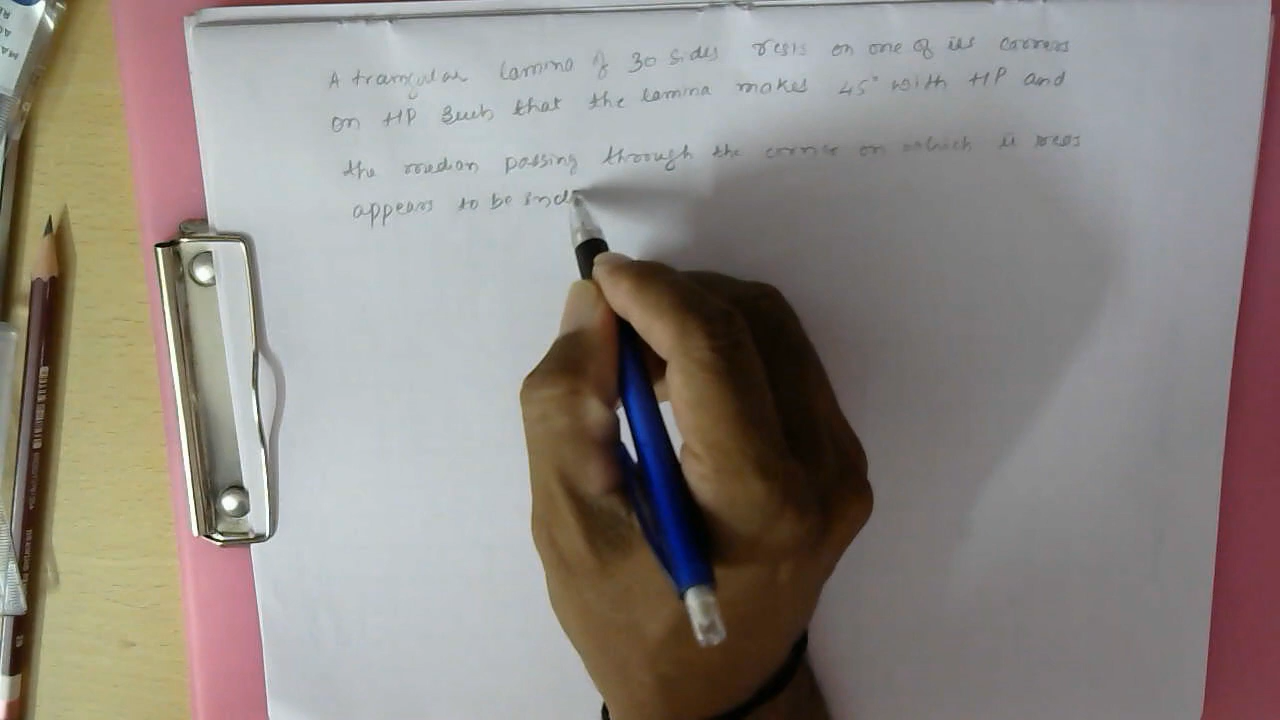 A trangular lamina of 30 sides rests on one of its corners
on HP Such that the lamina makes 45° with HP and
the median passing through the corner on which it rests
appears to be incl